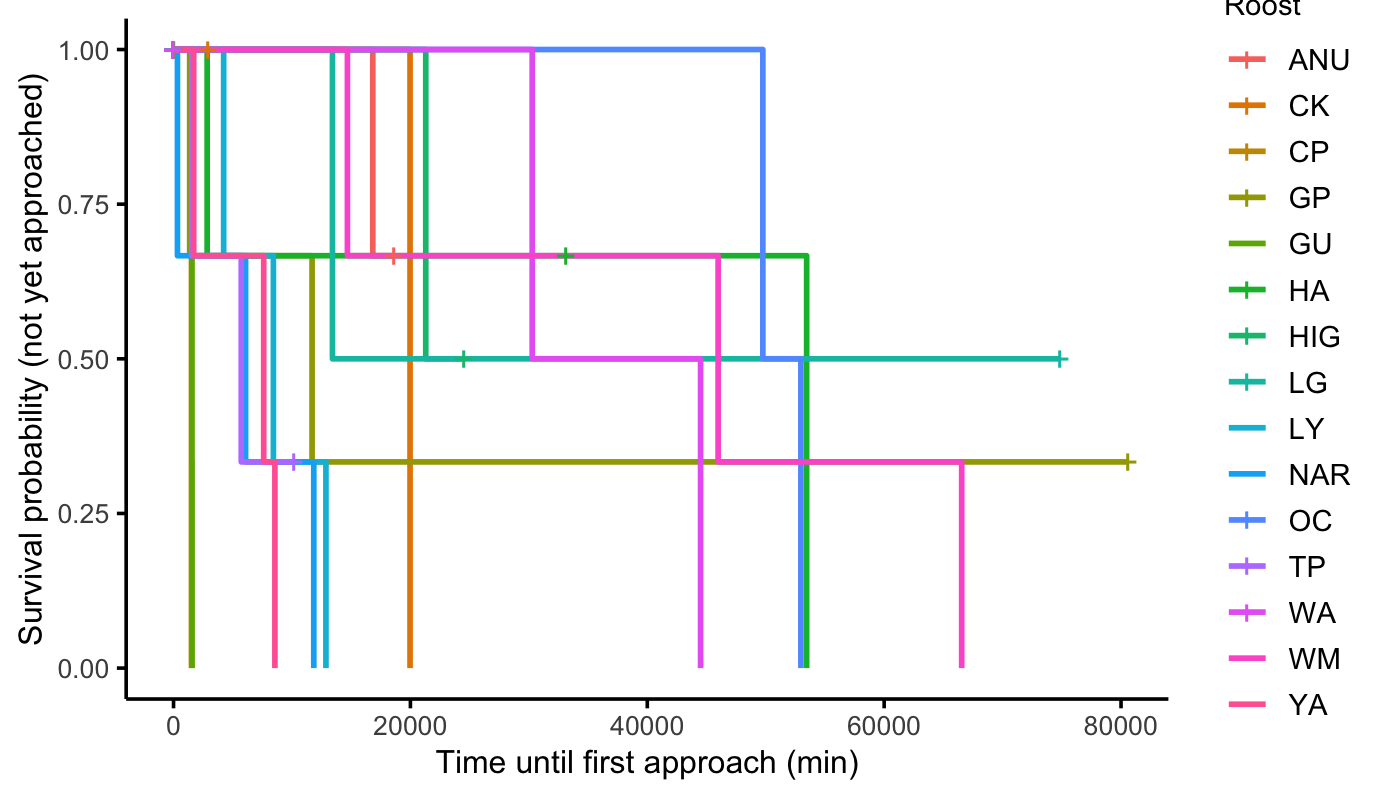 Roost
1.00
0.75
0.50
0.25
0.00
Survival probability (not yet approached)
0
20000
40000
60000
80000
Time until first approach (min)
ANU
CK
CP
GP
GU
HA
HIG
LG
LY
NAR
OC
TP
WA
WM
YA